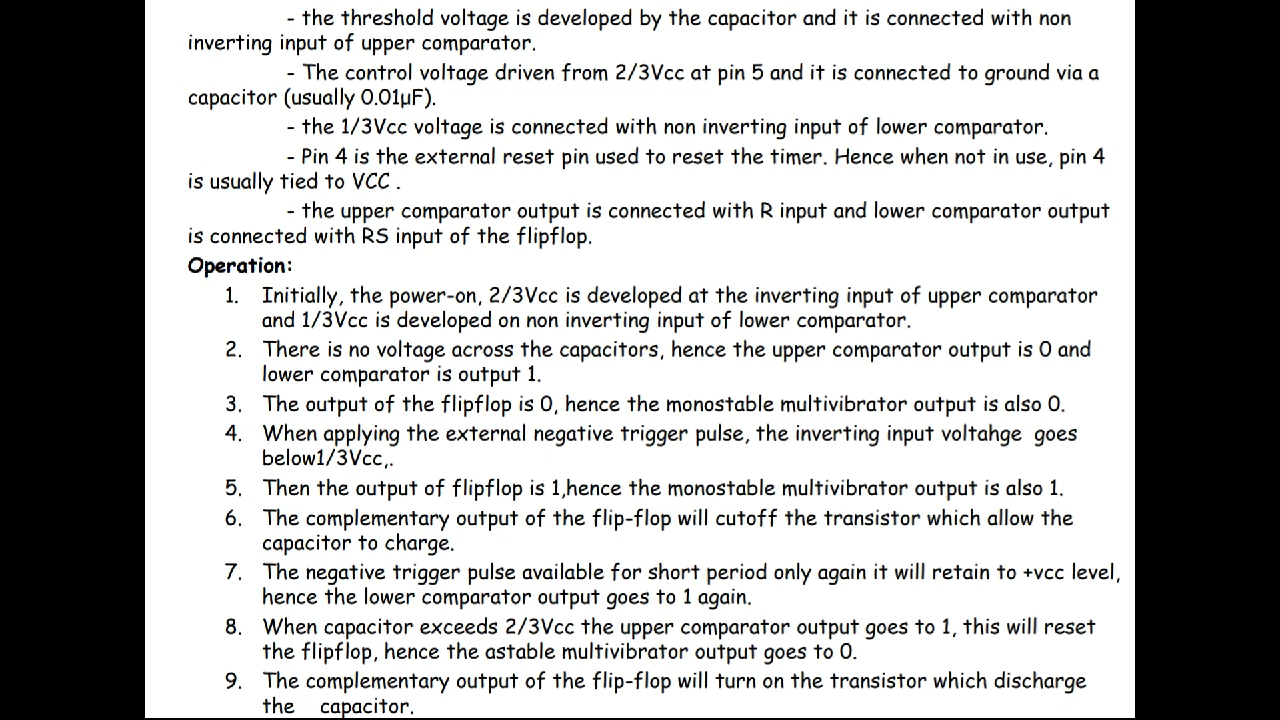 - the threshold voltage is developed by the capacitor and it is connected with non
inverting input of upper comparator.
- The control voltage driven from 2/3Vcc at pin 5 and it is connected to ground via a
capacitor (usually 0.01µF).
- the 1/3Vcc voltage is connected with non inverting input of lower comparator.
- Pin 4 is the external reset pin used to reset the timer. Hence when not in use, pin 4
is usually tied to VCC .
- the upper comparator output is connected with R input and lower comparator output
is connected with RS input of the flipflop.
Operation:
1. Initially, the power-on, 2/3Vcc is developed at the inverting input of upper comparator
and 1/3Vcc is developed on non inverting input of lower comparator.
2. There is no voltage across the capacitors, hence the upper comparator output is 0 and
lower comparator is output 1.
3. The output of the flipflop is 0, hence the monostable multivibrator output is also 0.
4. When applying the external negative trigger pulse, the inverting input voltahge goes
below1/3Vcc,.
5. Then the output of flipflop is 1,hence the monostable multivibrator output is also 1.
6. The complementary output of the flip-flop will cutoff the transistor which allow the
capacitor to charge.
7. The negative trigger pulse available for short period only again it will retain to +vcc level,
hence the lower comparator output goes to 1 again.
8. When capacitor exceeds 2/3Vcc the upper comparator output goes to 1, this will reset
the flipflop, hence the astable multivibrator output goes to 0.
9. The complementary output of the flip-flop will turn on the transistor which discharge
the capacitor.